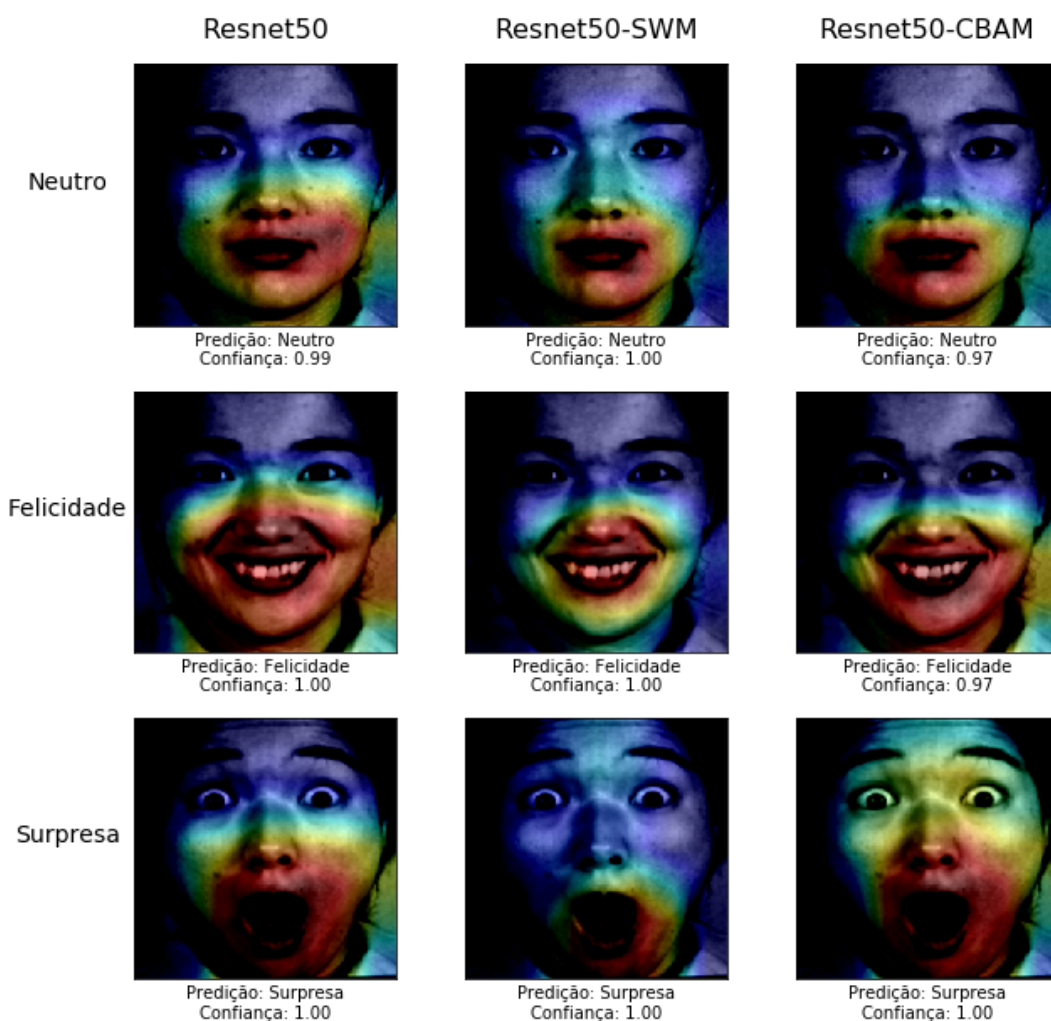 Resnet50 Resnet50-SWM Resnet50-CBAM
Neutro
Predição: Neutro Predição: Neutro Predição: Neutro
Confiança: 0.99 Confiança: 1.00 Confiança: 0.97
Felicidade
Predição: Felicidade Predição: Felicidade Predição: Felicidade
Confiança: 1.00 Confiança: 1.00 Confiança: 0.97
Surpresa
Predição: Surpresa Predição: Surpresa Predição: Surpresa
Confiança: 1.00 Confiança: 1.00 Confiança: 1.00